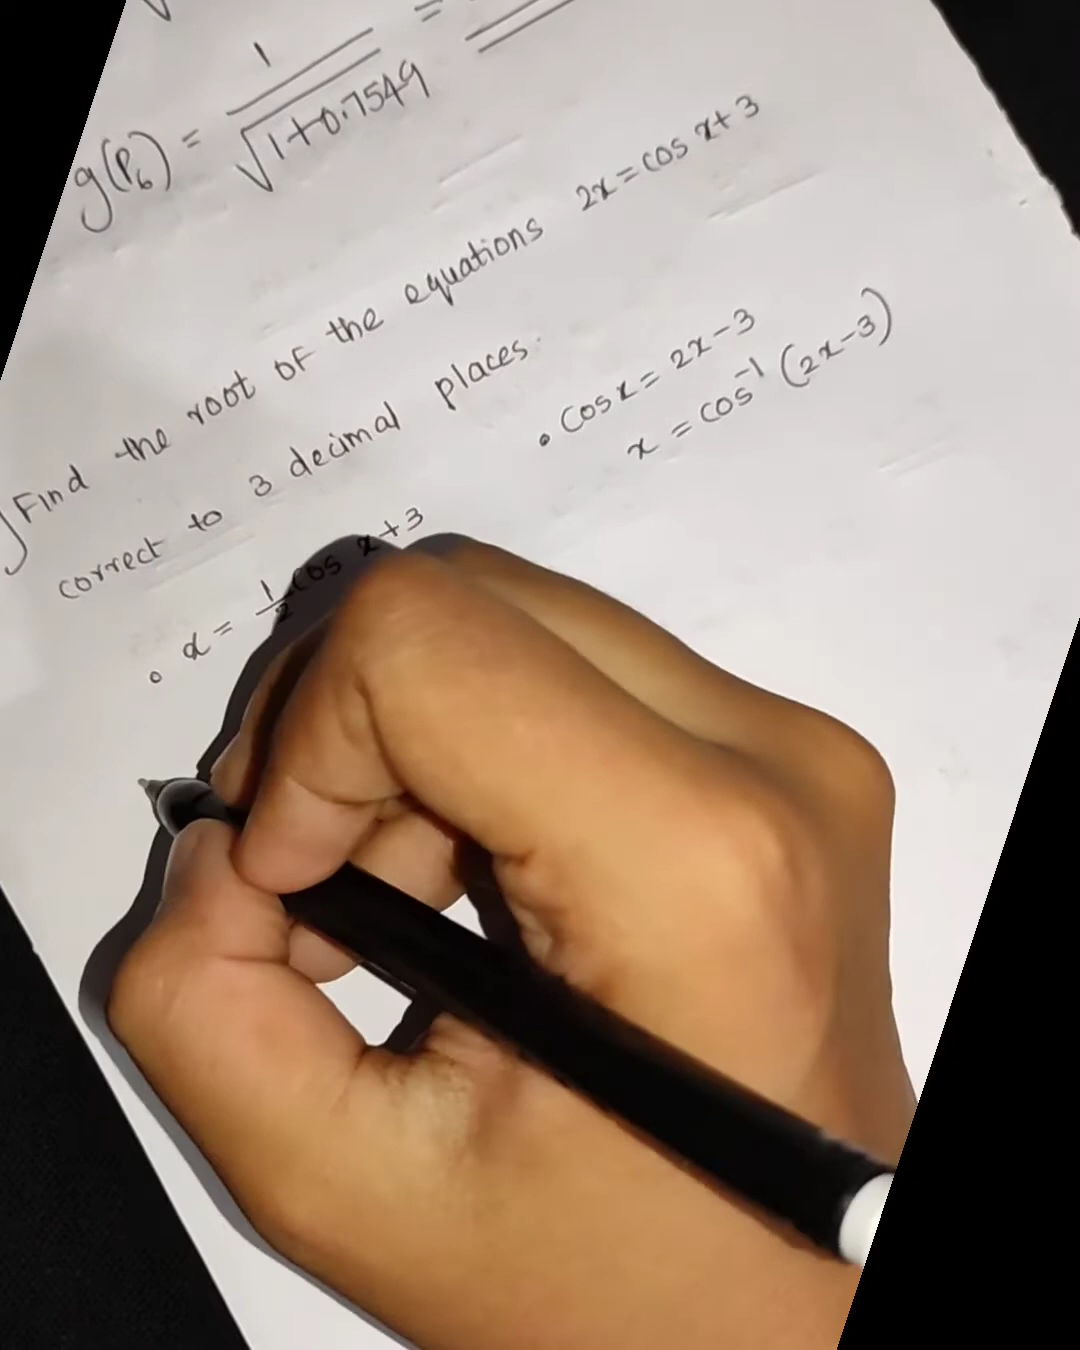 g(P₆) = 1/√(1+0.7549) =
Find the root of the equations 2x = cos x + 3
correct to 3 decimal places.
∘ x = 1/2 cos x + 3
• cos x = 2x - 3
x = cos⁻¹ (2x - 3)